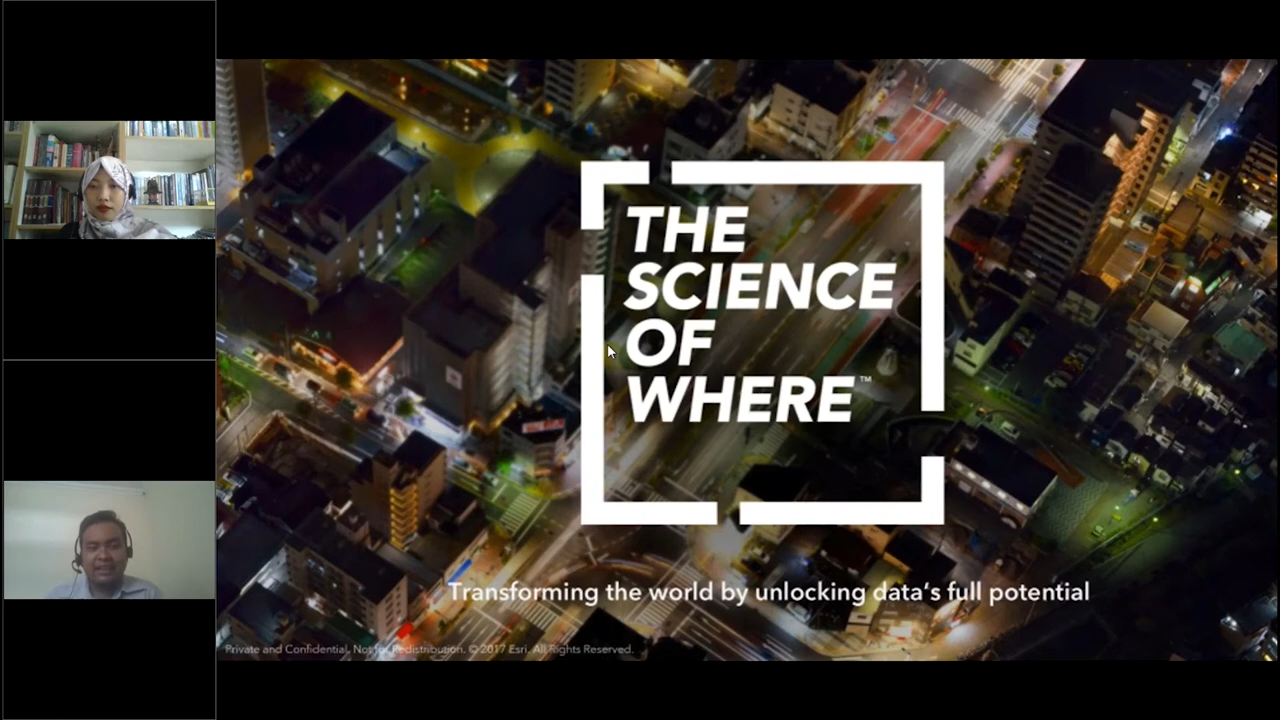 THE
SCIENCE
OF
WHERE™
Transforming the world by unlocking data's full potential
Private and Confidential. Not for Redistribution. © 2017 Esri. All Rights Reserved.